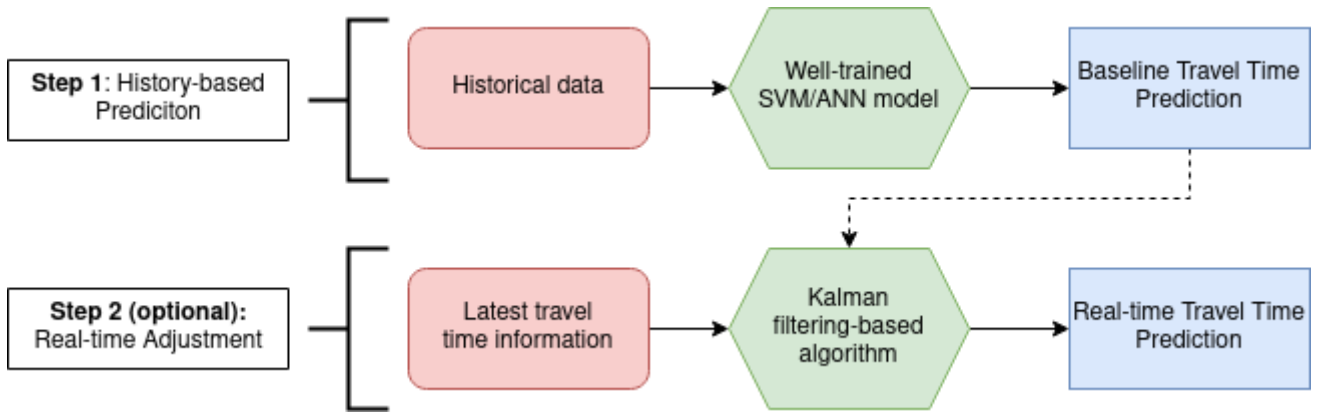 Step 1: History-based
Prediciton
Historical data
Well-trained
SVM/ANN model
Baseline Travel Time
Prediction
Step 2 (optional):
Real-time Adjustment
Latest travel
time information
Kalman
filtering-based
algorithm
Real-time Travel Time
Prediction